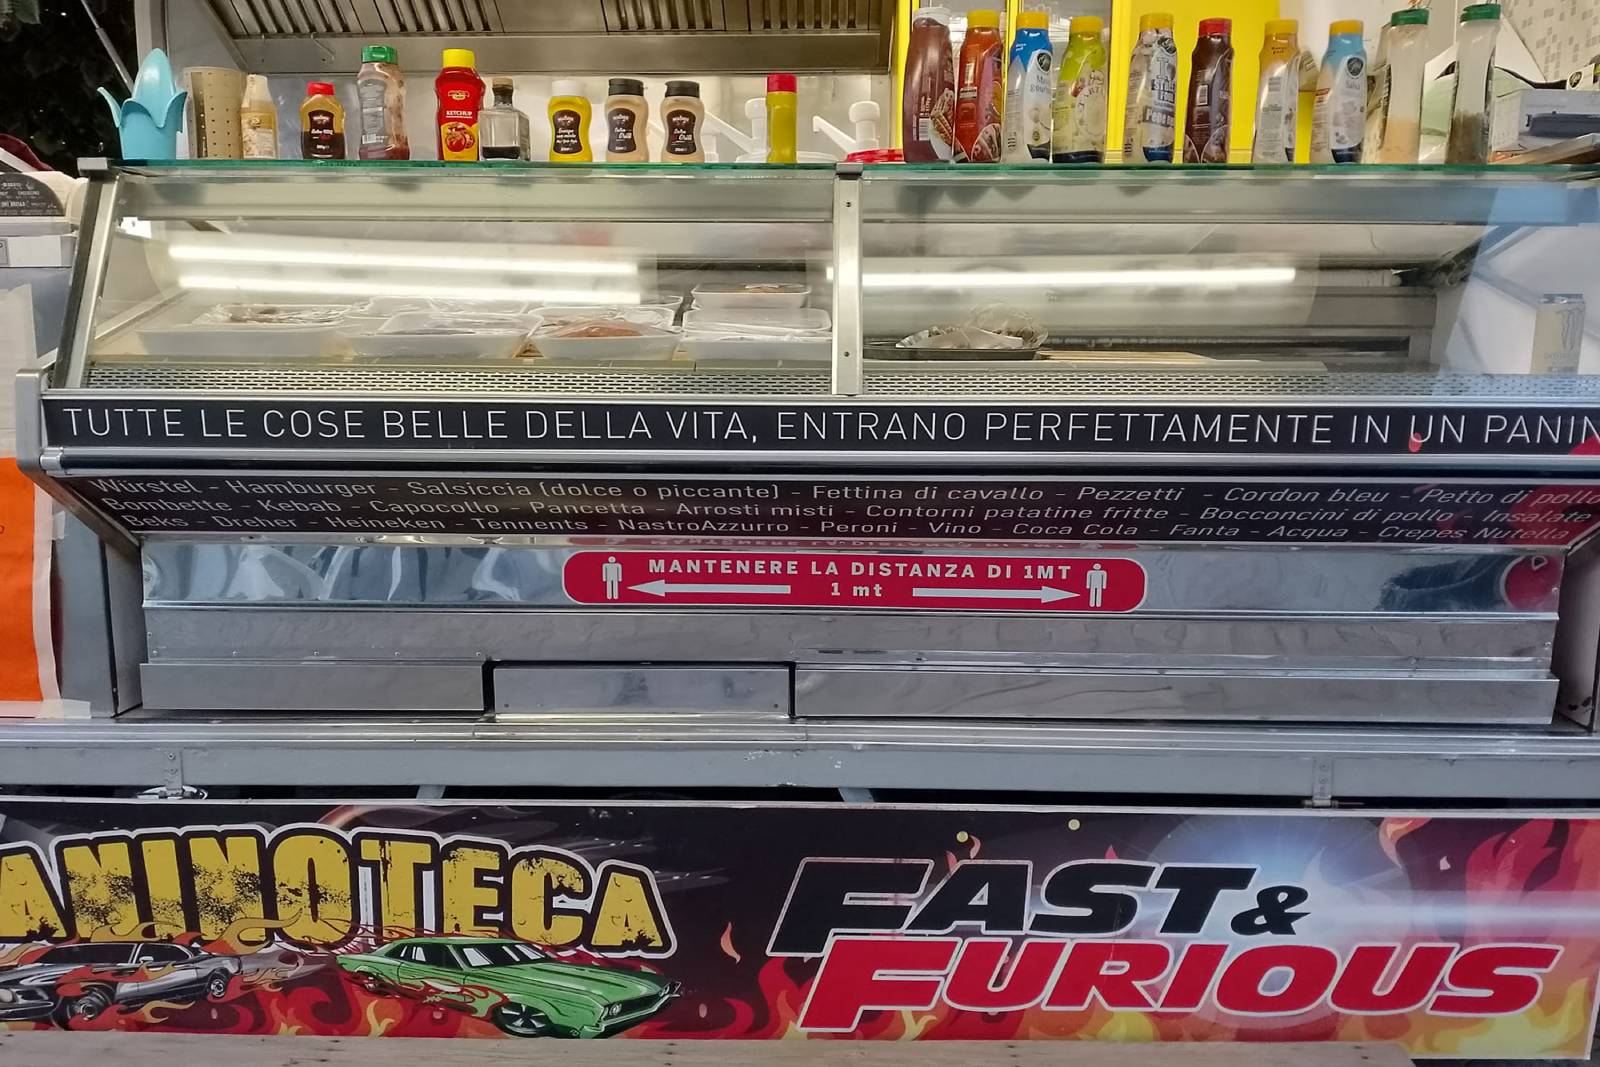 KETCHUP
TUTTE LE COSE BELLE DELLA VITA, ENTRANO PERFETTAMENTE IN UN PANIN
Würstel - Hamburger - Salsiccia (dolce o piccante) - Fettina di cavallo - Pezzetti - Cordon bleu - Petto di pollo
Bombette - Kebab - Capocollo - Pancetta - Arrosti misti - Contorni patatine fritte - Bocconcini di pollo - Insalate
Beks - Dreher - Heineken - Tennents - NastroAzzurro - Peroni - Vino - Coca Cola - Fanta - Acqua - Crepes Nutella
MANTENERE LA DISTANZA DI 1MT
1 mt
ANINOTECA
FAST &
FURIOUS